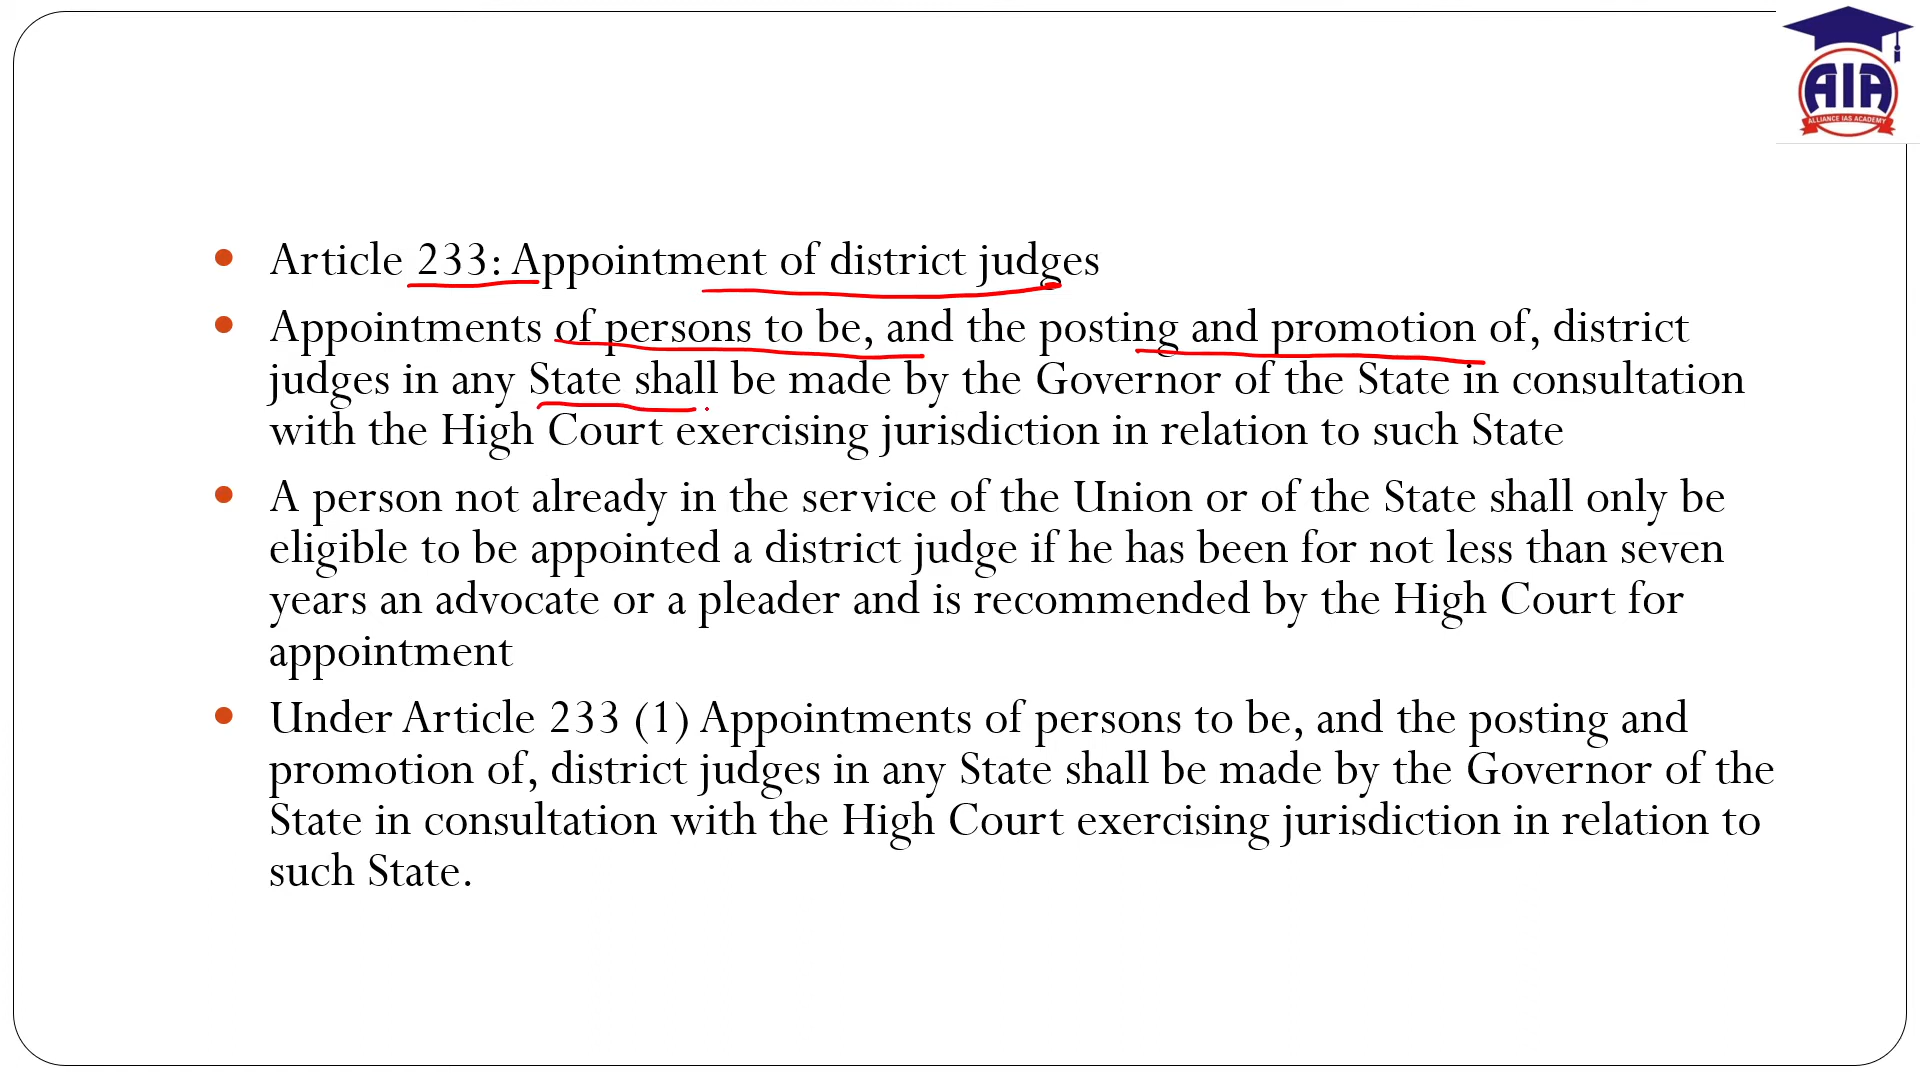 AIA
ALLIANCE IAS ACADEMY
Article 233: Appointment of district judges
Appointments of persons to be, and the posting and promotion of, district
judges in any State shall be made by the Governor of the State in consultation
with the High Court exercising jurisdiction in relation to such State
A person not already in the service of the Union or of the State shall only be
eligible to be appointed a district judge if he has been for not less than seven
years an advocate or a pleader and is recommended by the High Court for
appointment
Under Article 233 (1) Appointments of persons to be, and the posting and
promotion of, district judges in any State shall be made by the Governor of the
State in consultation with the High Court exercising jurisdiction in relation to
such State.